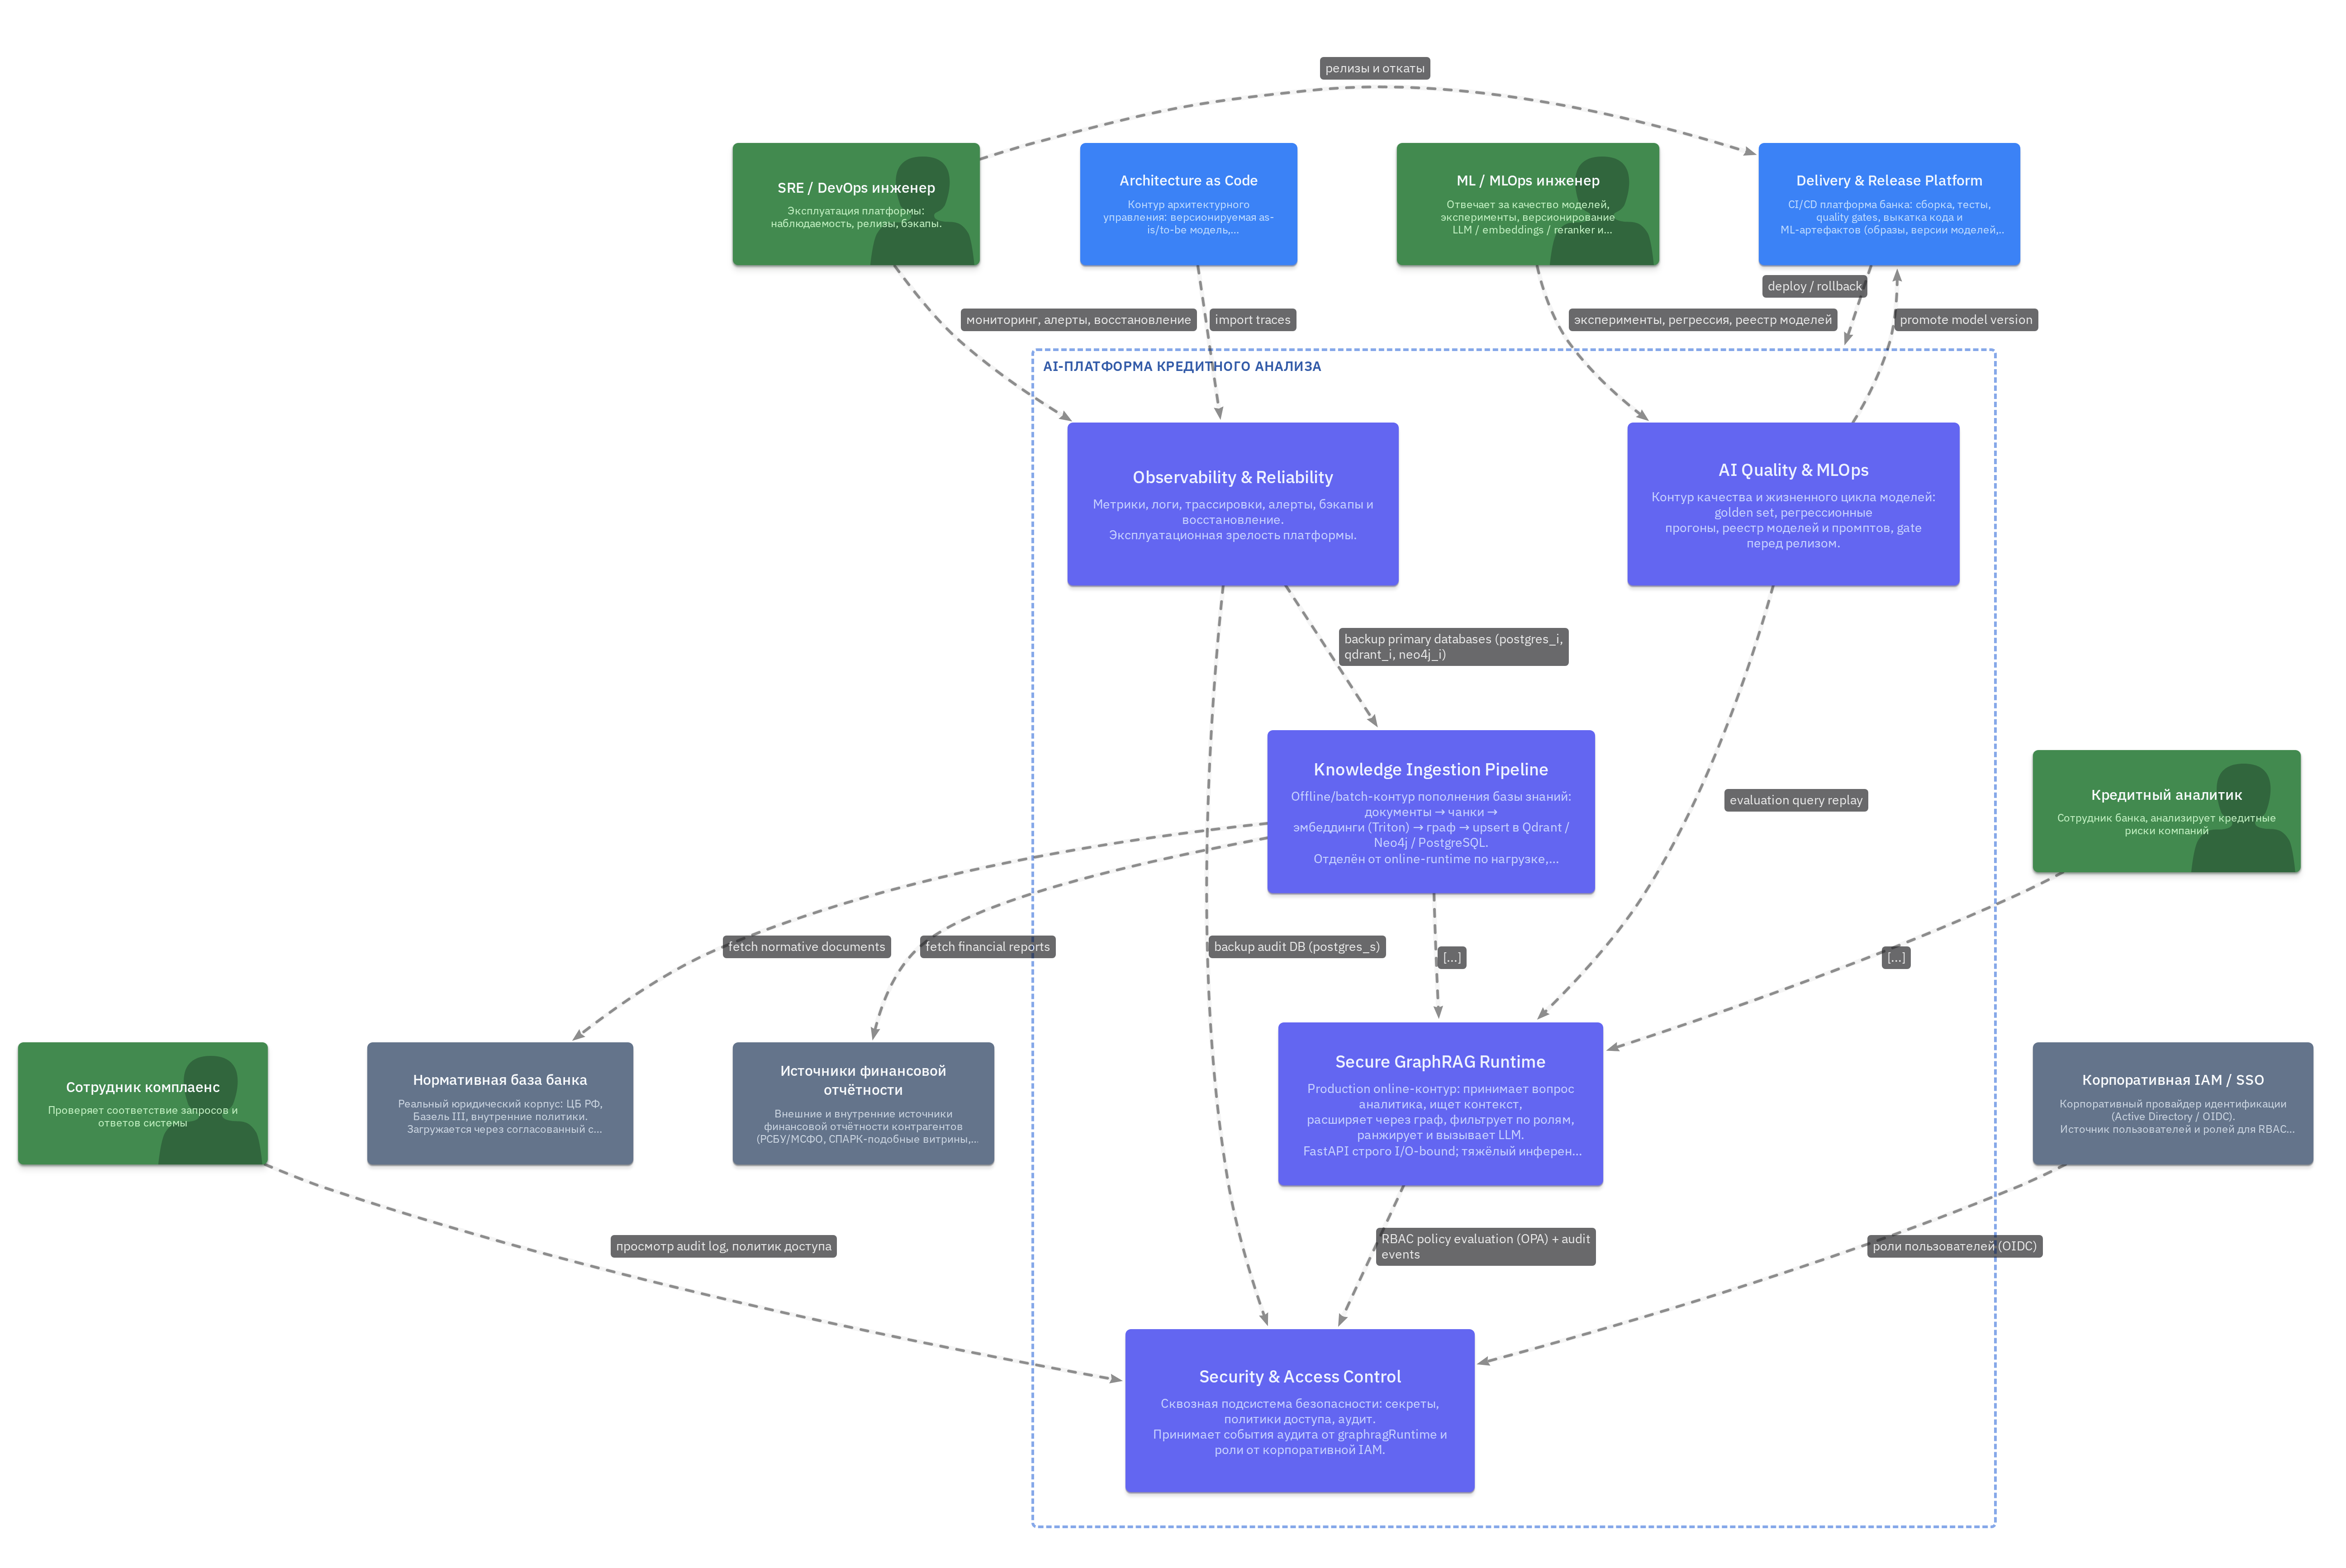 релизы и откаты
SRE / DevOps инженер
Эксплуатация платформы:
наблюдаемость, релизы, бэкапы.
Architecture as Code
Контур архитектурного
управления: версионируемая as-
is/to-be модель,...
ML / MLOps инженер
Отвечает за качество моделей,
эксперименты, версионирование
LLM / embeddings / reranker и...
Delivery & Release Platform
CI/CD платформа банка: сборка, тесты,
quality gates, выкатка кода и
ML-артефактов (образы, версии моделей,..
deploy / rollback
мониторинг, алерты, восстановление
import traces
эксперименты, регрессия, реестр моделей
promote model version
AI-ПЛАТФОРМА КРЕДИТНОГО АНАЛИЗА
Observability & Reliability
Метрики, логи, трассировки, алерты, бэкапы и
восстановление.
Эксплуатационная зрелость платформы.
AI Quality & MLOps
Контур качества и жизненного цикла моделей:
golden set, регрессионные
прогоны, реестр моделей и промптов, gate
перед релизом.
backup primary databases (postgres_i,
qdrant_i, neo4j_i)
Knowledge Ingestion Pipeline
Offline/batch-контур пополнения базы знаний:
документы → чанки →
эмбеддинги (Triton) → граф → upsert в Qdrant /
Neo4j / PostgreSQL.
Отделён от online-runtime по нагрузке,...
evaluation query replay
Кредитный аналитик
Сотрудник банка, анализирует кредитные
риски компаний
fetch normative documents
fetch financial reports
backup audit DB (postgres_s)
[...]
[...]
Сотрудник комплаенс
Проверяет соответствие запросов и
ответов системы
Нормативная база банка
Реальный юридический корпус: ЦБ РФ,
Базель III, внутренние политики.
Загружается через согласованный с...
Источники финансовой
отчётности
Внешние и внутренние источники
финансовой отчётности контрагентов
(РСБУ/МСФО, СПАРК-подобные витрины,...
Secure GraphRAG Runtime
Production online-контур: принимает вопрос
аналитика, ищет контекст,
расширяет через граф, фильтрует по ролям,
ранжирует и вызывает LLM.
FastAPI строго I/O-bound; тяжёлый инферен...
Корпоративная IAM / SSO
Корпоративный провайдер идентификации
(Active Directory / OIDC).
Источник пользователей и ролей для RBAC...
просмотр audit log, политик доступа
RBAC policy evaluation (OPA) + audit
events
роли пользователей (OIDC)
Security & Access Control
Сквозная подсистема безопасности: секреты,
политики доступа, аудит.
Принимает события аудита от graphragRuntime и
роли от корпоративной IAM.